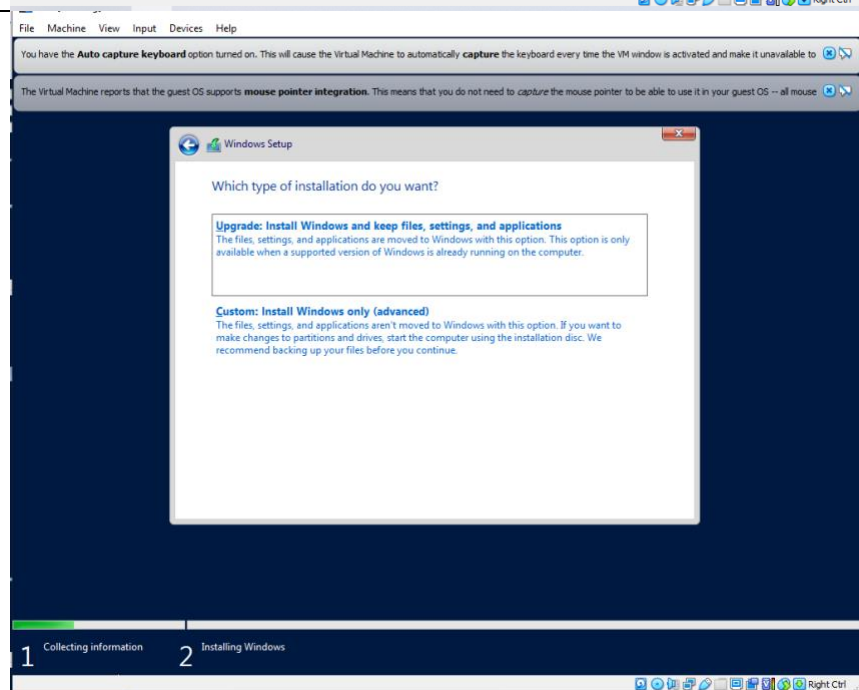 Right Ctrl
File Machine View Input Devices Help
You have the Auto capture keyboard option turned on. This will cause the Virtual Machine to automatically capture the keyboard every time the VM window is activated and make it unavailable to
The Virtual Machine reports that the guest OS supports mouse pointer integration. This means that you do not need to capture the mouse pointer to be able to use it in your guest OS -- all mouse
Windows Setup
Which type of installation do you want?
Upgrade: Install Windows and keep files, settings, and applications
The files, settings, and applications are moved to Windows with this option. This option is only
available when a supported version of Windows is already running on the computer.
Custom: Install Windows only (advanced)
The files, settings, and applications aren't moved to Windows with this option. If you want to
make changes to partitions and drives, start the computer using the installation disc. We
recommend backing up your files before you continue.
1 Collecting information 2 Installing Windows
Right Ctrl